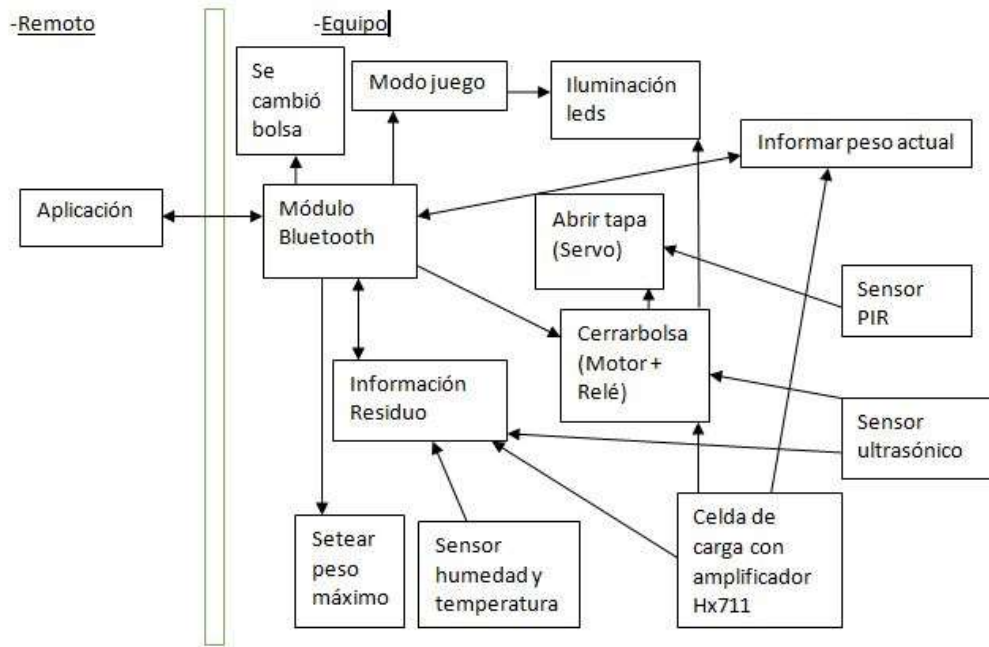 -Remoto
-Equipo
Se
cambió
bolsa
Modo juego
Iluminación
leds
Informar peso actual
Aplicación
Módulo
Bluetooth
Abrir tapa
(Servo)
Sensor
PIR
Cerrarbolsa
(Motor +
Relé)
Información
Residuo
Sensor
ultrasónico
Setear
peso
máximo
Sensor
humedad y
temperatura
Celda de
carga con
amplificador
Hx711